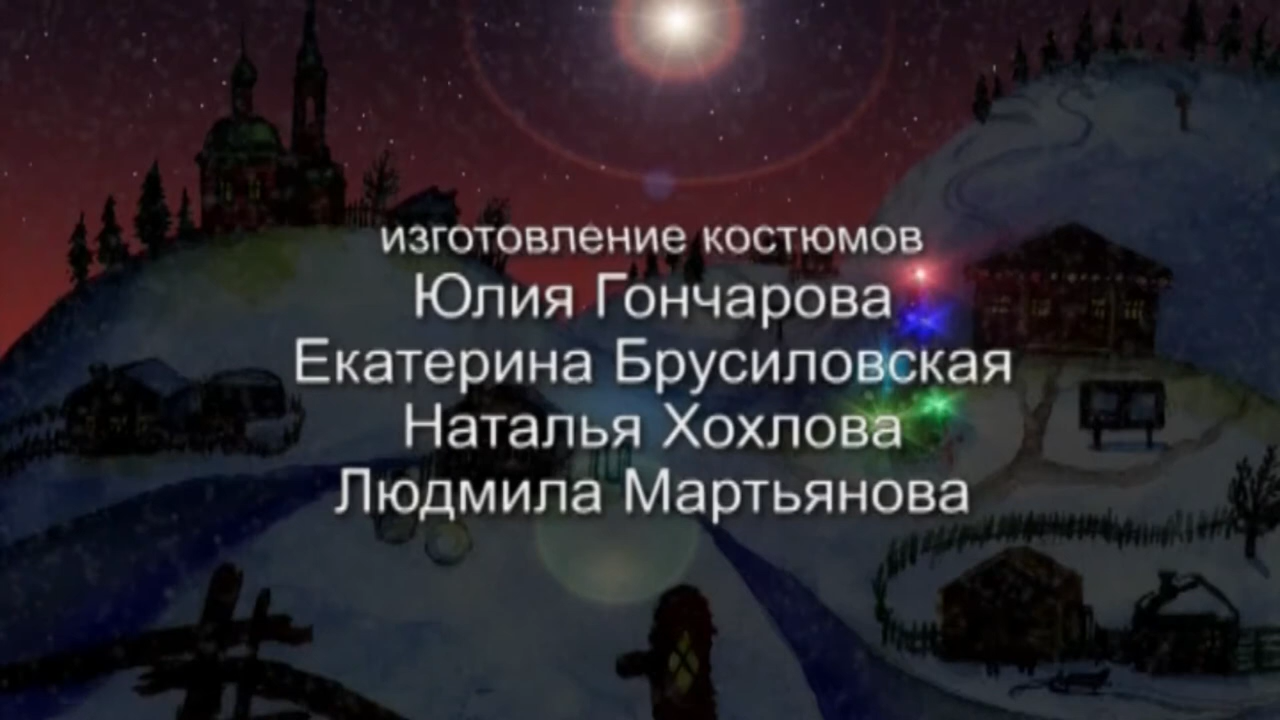 изготовление костюмов
Юлия Гончарова
Екатерина Брусиловская
Наталья Хохлова
Людмила Мартьянова